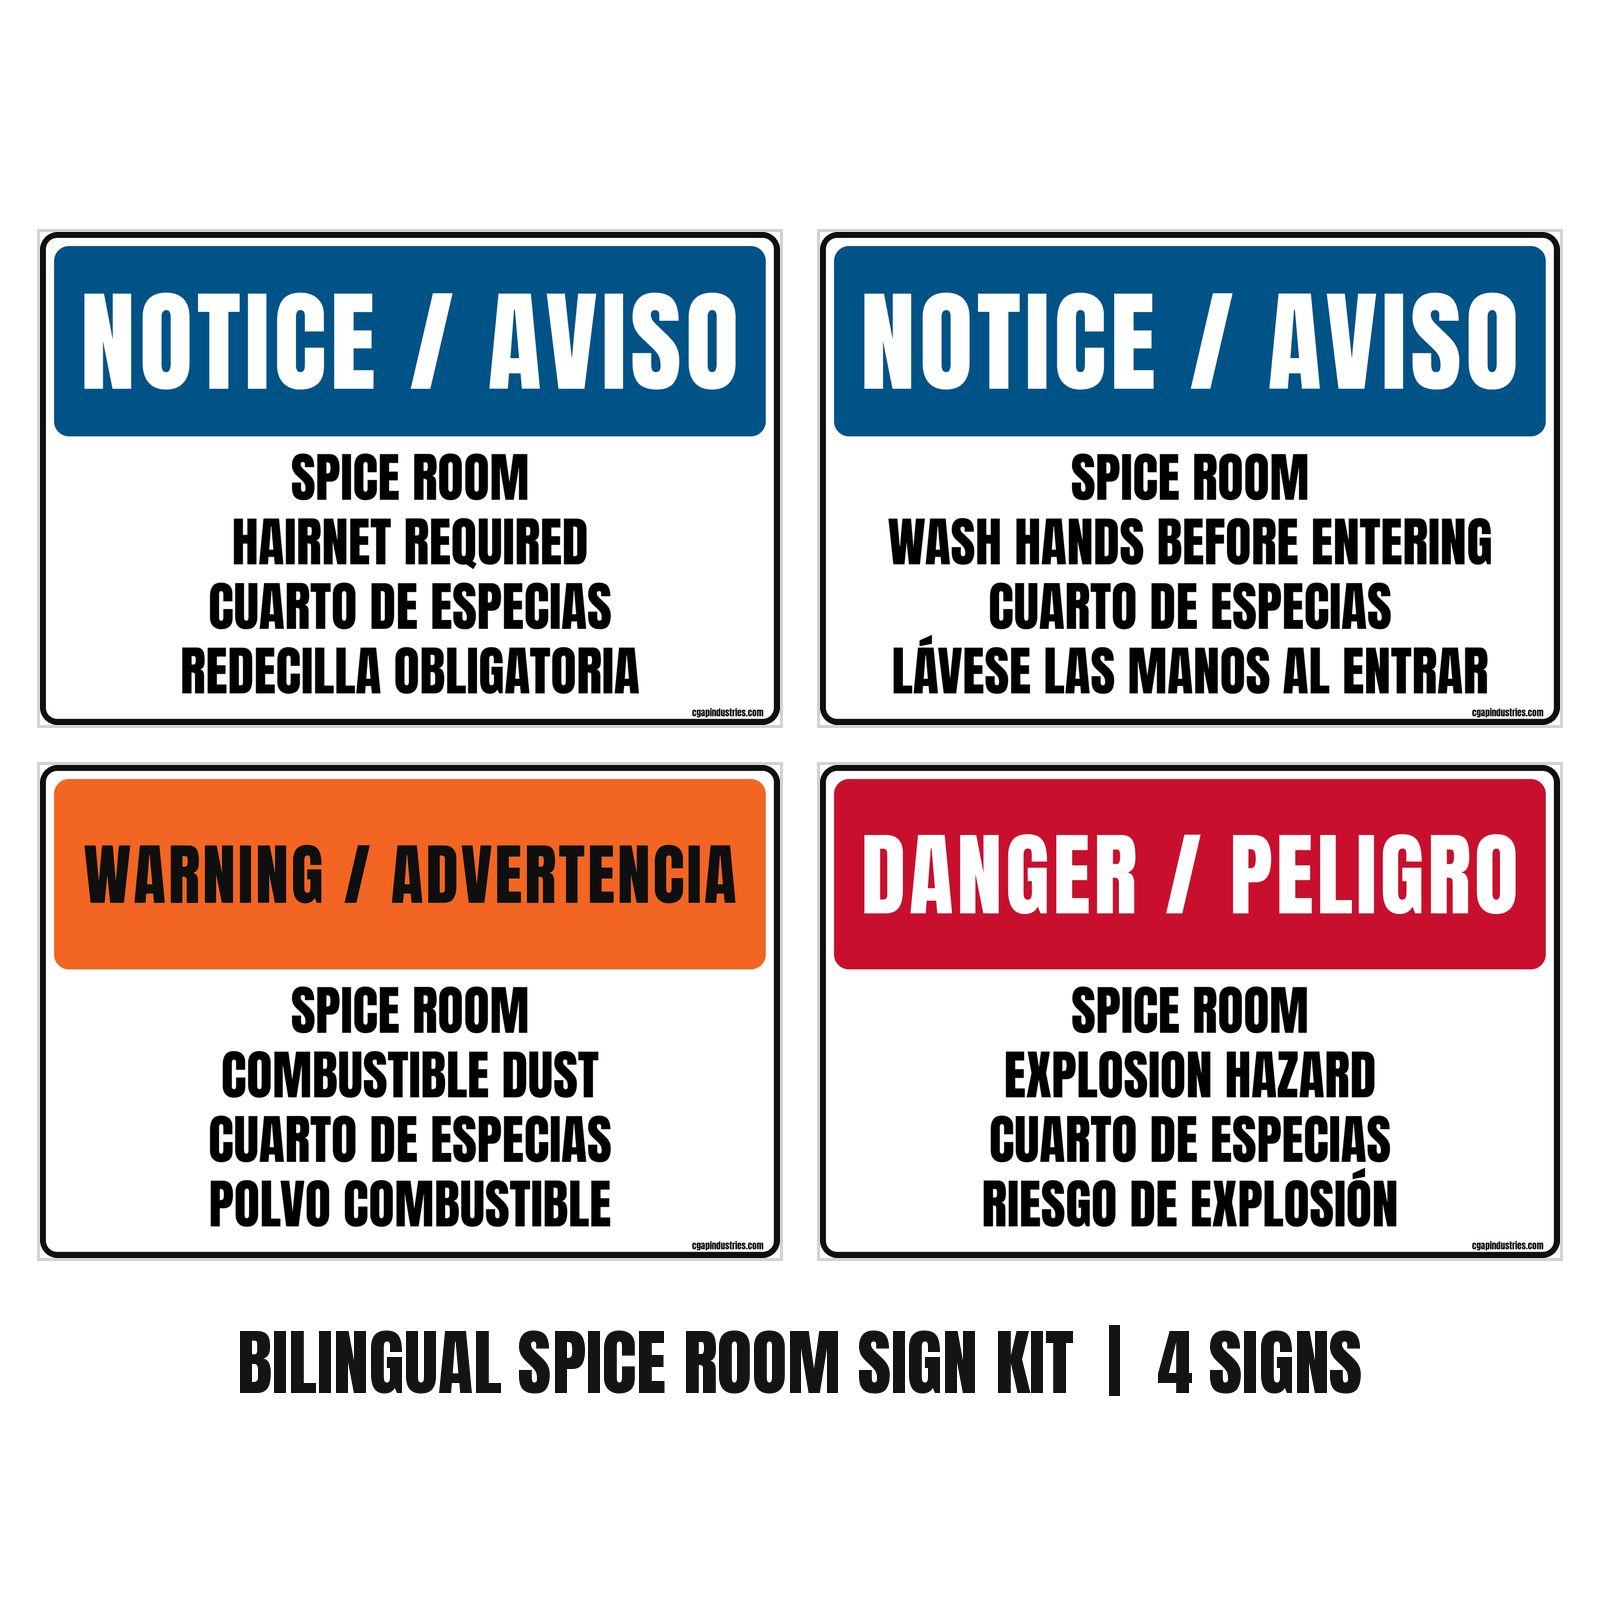 NOTICE / AVISO
SPICE ROOM
HAIRNET REQUIRED
CUARTO DE ESPECIAS
REDECILLA OBLIGATORIA
cgapindustries.com
NOTICE / AVISO
SPICE ROOM
WASH HANDS BEFORE ENTERING
CUARTO DE ESPECIAS
LÁVESE LAS MANOS AL ENTRAR
cgapindustries.com
WARNING / ADVERTENCIA
SPICE ROOM
COMBUSTIBLE DUST
CUARTO DE ESPECIAS
POLVO COMBUSTIBLE
cgapindustries.com
DANGER / PELIGRO
SPICE ROOM
EXPLOSION HAZARD
CUARTO DE ESPECIAS
RIESGO DE EXPLOSIÓN
cgapindustries.com
BILINGUAL SPICE ROOM SIGN KIT | 4 SIGNS